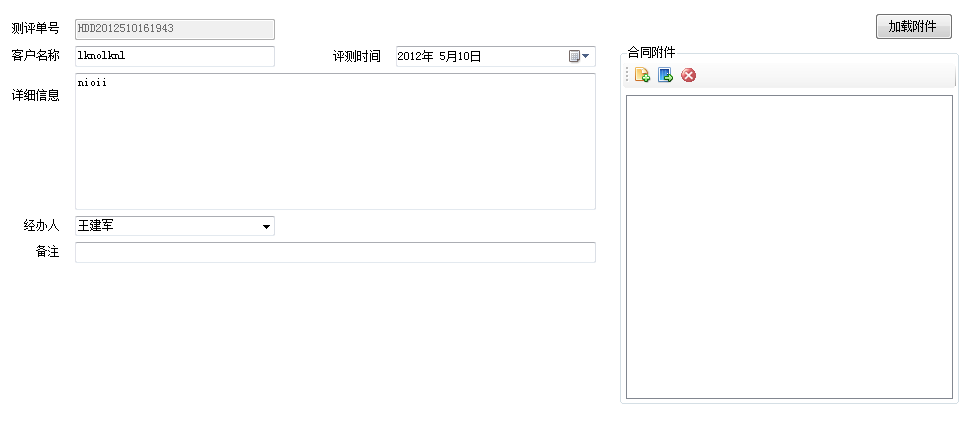 测评单号 HDD2012510161943
加载附件
客户名称 lknolknl 评测时间 2012年 5月10日
合同附件
详细信息 nioii
经办人 王建军
备注